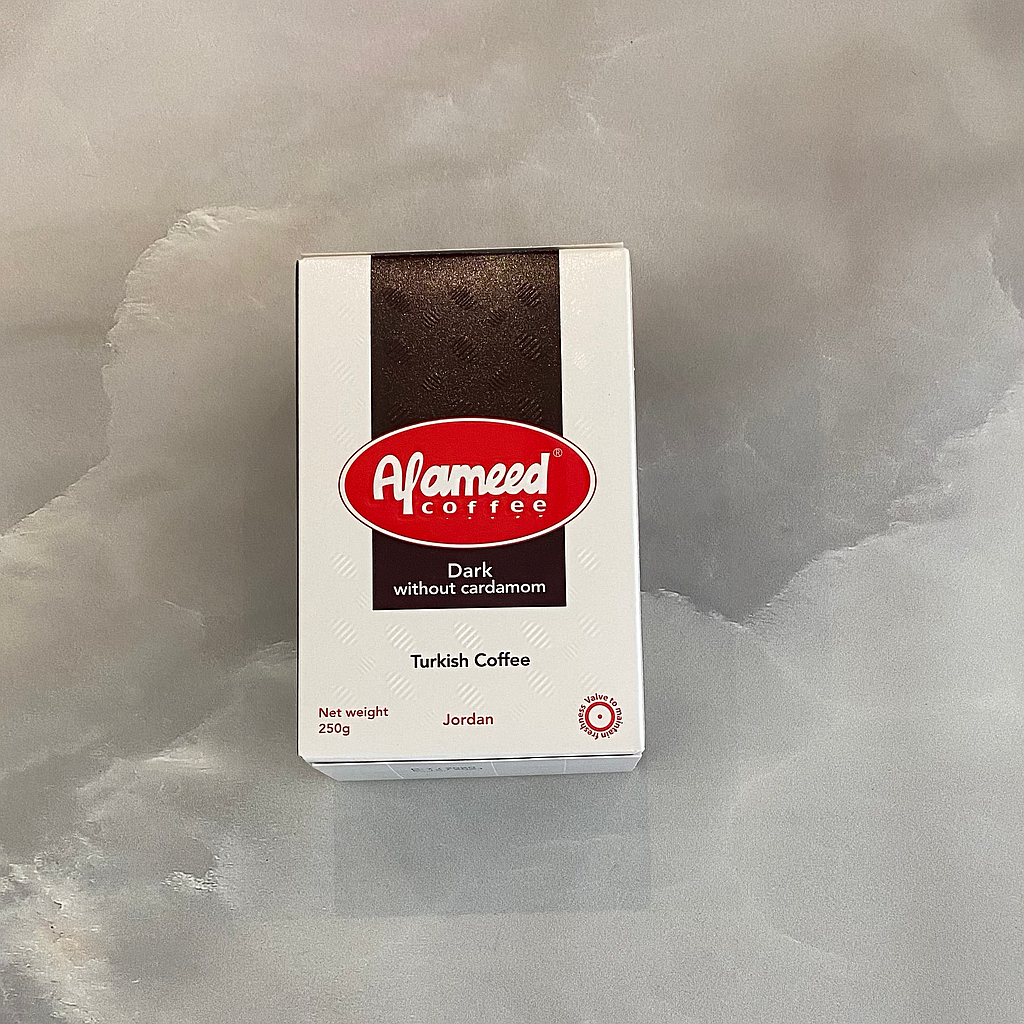 Alameed®
coffee
Dark
without cardamom
Turkish Coffee
Net weight
250g
Jordan
Valve to maintain freshness